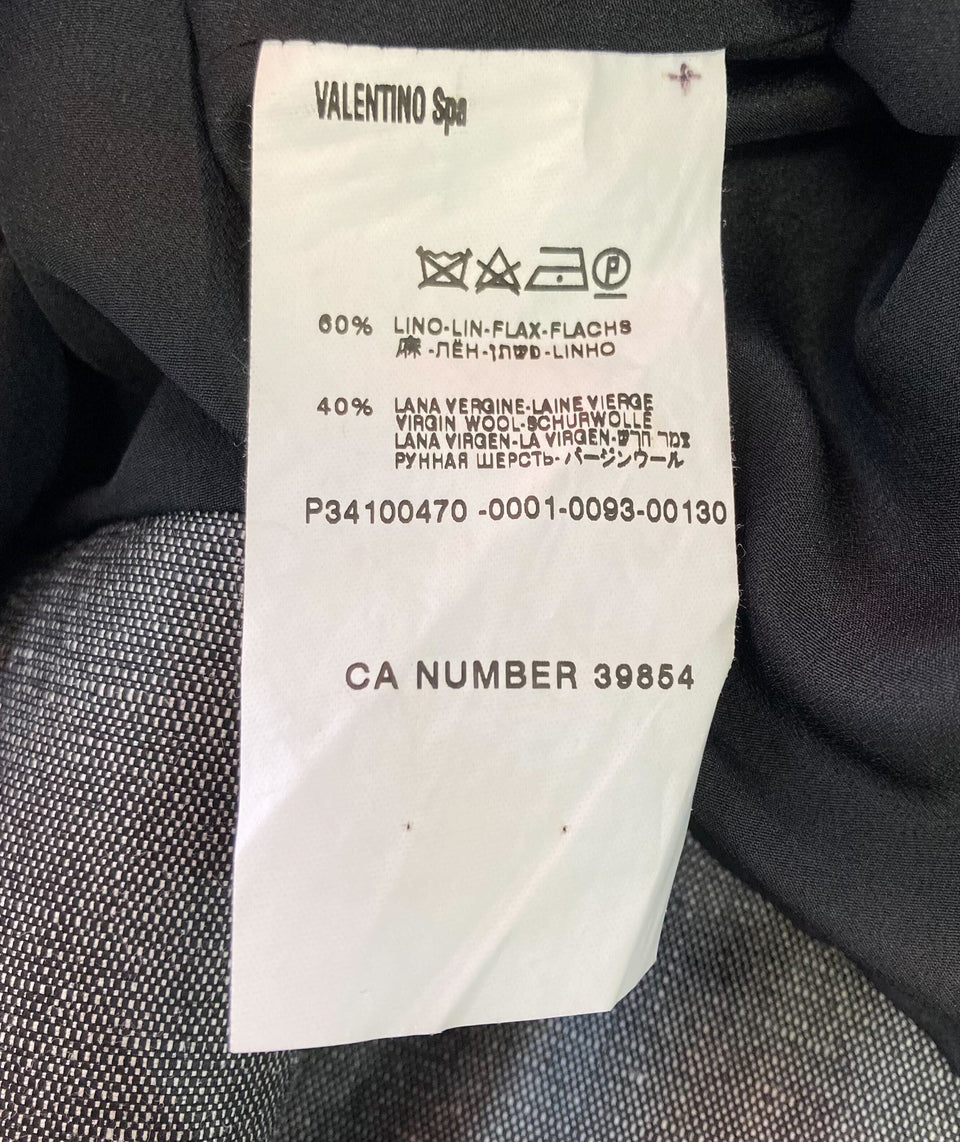 VALENTINO Spa
P
60% LINO-LIN-FLAX-FLACHS
麻-ЛЁН-פשתן-LINHO
40% LANA VERGINE-LAINE VIERGE
VIRGIN WOOL-SCHURWOLLE
LANA VIRGEN-LA VIRGEN-צמר חדש
РУННАЯ ШЕРСТЬ-バージンウール
P34100470 -0001-0093-00130
CA NUMBER 39854